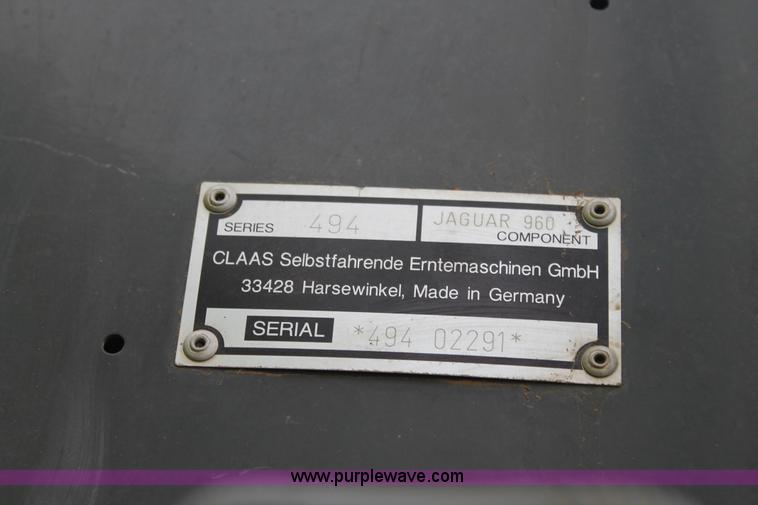 SERIES 494 JAGUAR 960
COMPONENT
CLAAS Selbstfahrende Erntemaschinen GmbH
33428 Harsewinkel, Made in Germany
SERIAL *494 02291*
www.purplewave.com